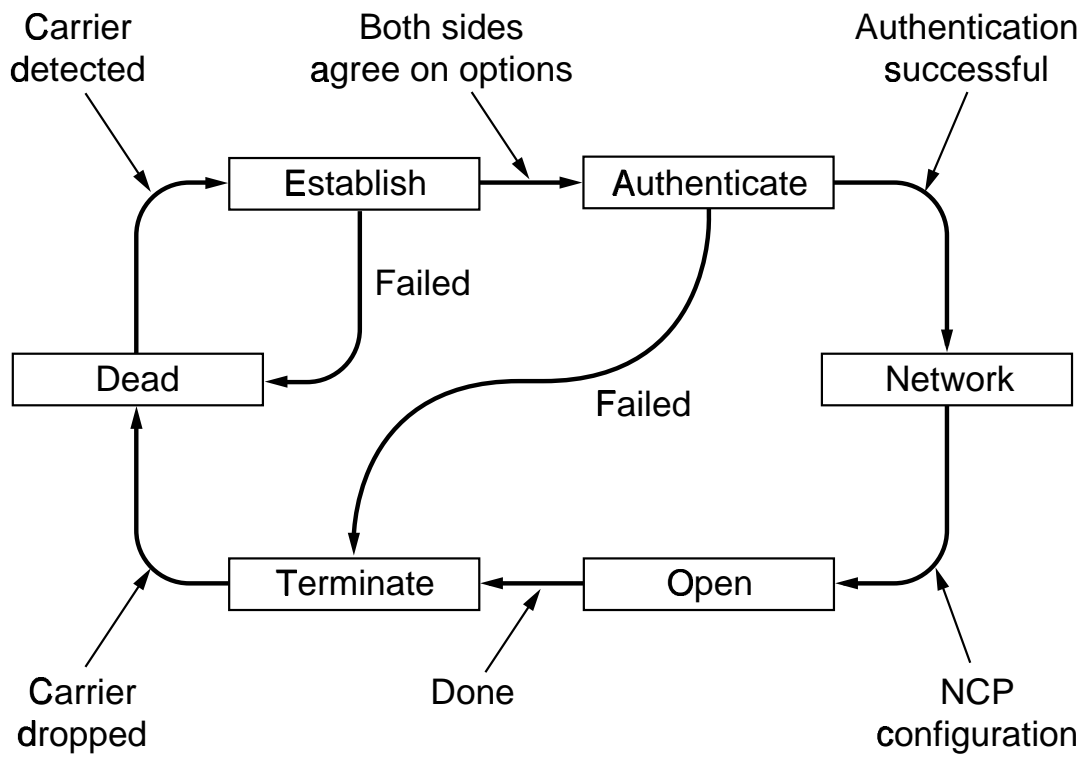 Carrier
detected
Both sides
agree on options
Authentication
successful
Establish
Authenticate
Failed
Dead
Network
Failed
Terminate
Open
Carrier
dropped
Done
NCP
configuration